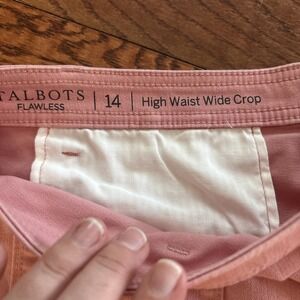 TALBOTS
FLAWLESS
14
High Waist Wide Crop